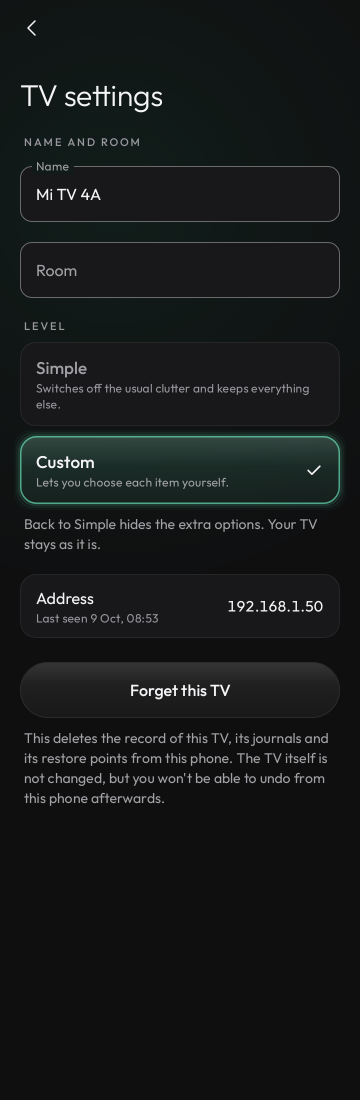 TV settings
NAME AND ROOM
Name
Mi TV 4A
Room
LEVEL
Simple
Switches off the usual clutter and keeps everything
else.
Custom
Lets you choose each item yourself.
Back to Simple hides the extra options. Your TV
stays as it is.
Address
Last seen 9 Oct, 08:53
192.168.1.50
Forget this TV
This deletes the record of this TV, its journals and
its restore points from this phone. The TV itself is
not changed, but you won't be able to undo from
this phone afterwards.